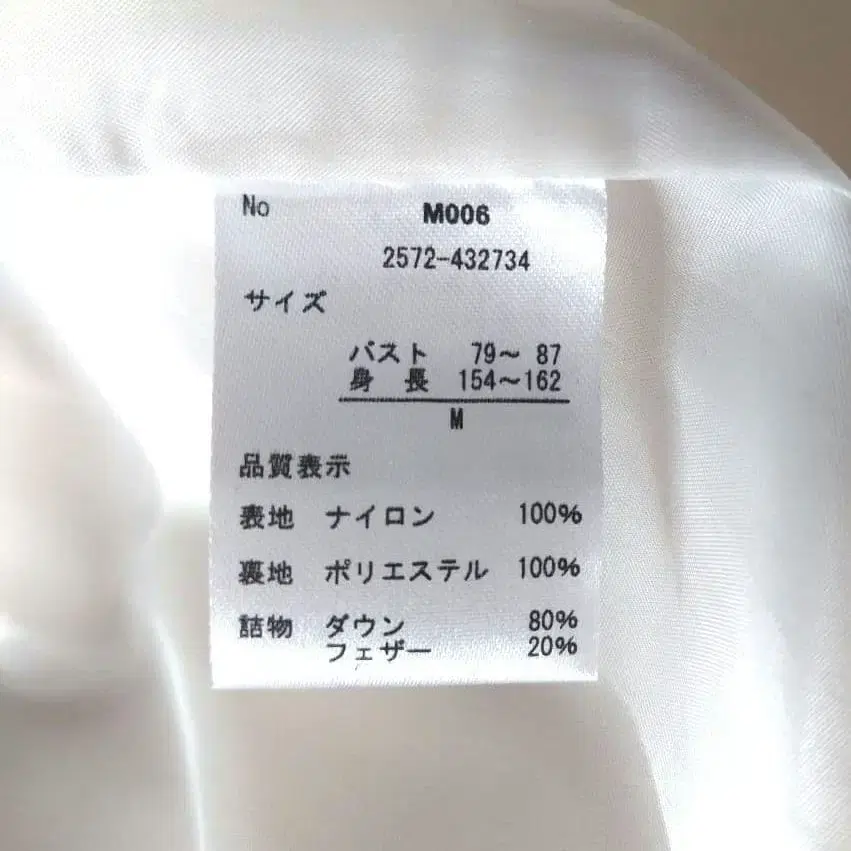 No M006
2572-432734
サイズ
バスト 79〜 87
身 長 154〜162
M
品質表示
表地 ナイロン 100%
裏地 ポリエステル 100%
詰物 ダウン 80%
フェザー 20%